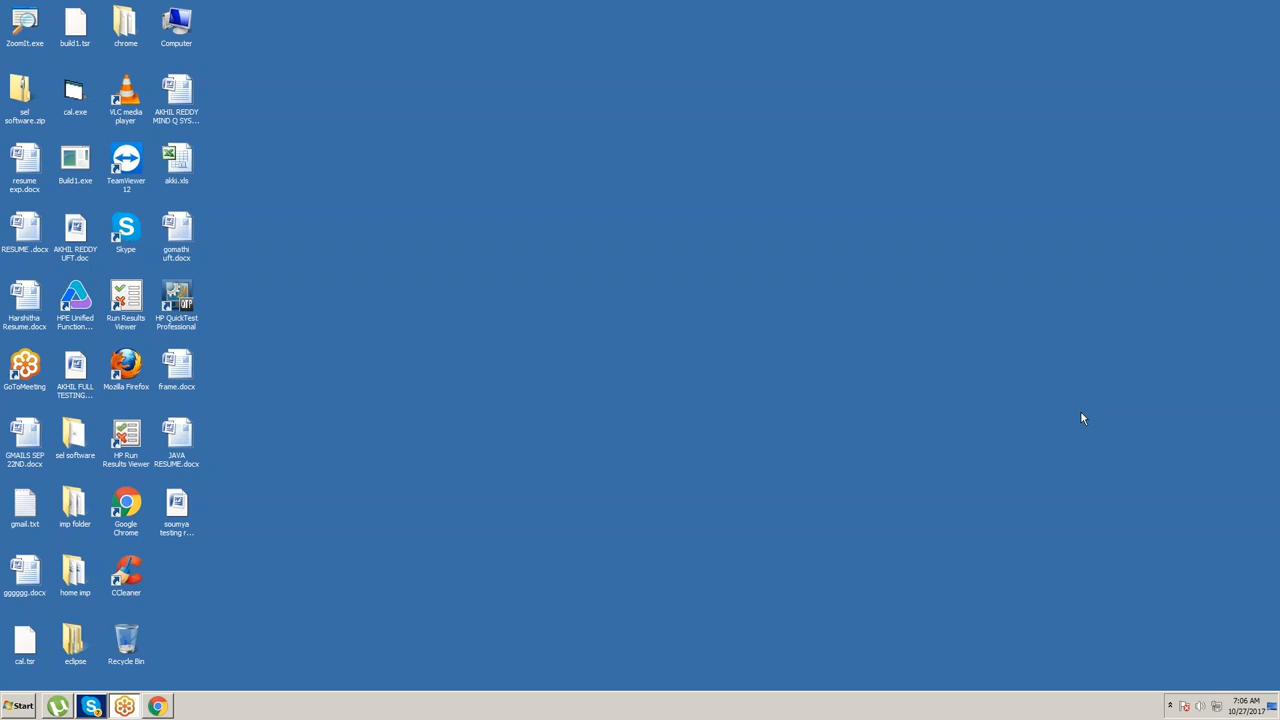 ZoomIt.exe
build1.tsr
chrome
Computer
sel
software.zip
cal.exe
VLC media
player
AKHIL REDDY
MIND Q SYS...
resume
exp.docx
Build1.exe
TeamViewer
12
akki.xls
RESUME .docx
AKHIL REDDY
UFT.doc
Skype
gomathi
uft.docx
Harshitha
Resume.docx
HPE Unified
Function...
Run Results
Viewer
QTP
HP QuickTest
Professional
GoToMeeting
AKHIL FULL
TESTING...
Mozilla Firefox
frame.docx
GMAILS SEP
22ND.docx
sel software
HP Run
Results Viewer
JAVA
RESUME.docx
gmail.txt
imp folder
Google
Chrome
soumya
testing r...
gggggg.docx
home imp
CCleaner
cal.tsr
eclipse
Recycle Bin
Start
7:06 AM
10/27/2017